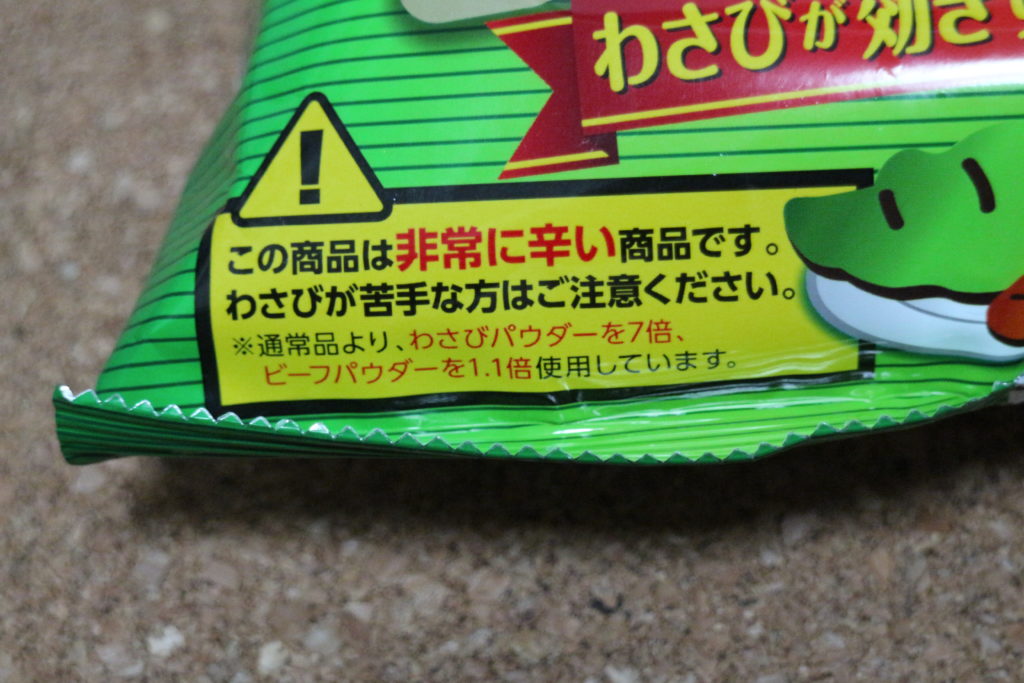 わさびが効き
この商品は非常に辛い商品です。
わさびが苦手な方はご注意ください。
※通常品より、わさびパウダーを7倍、
ビーフパウダーを1.1倍使用しています。